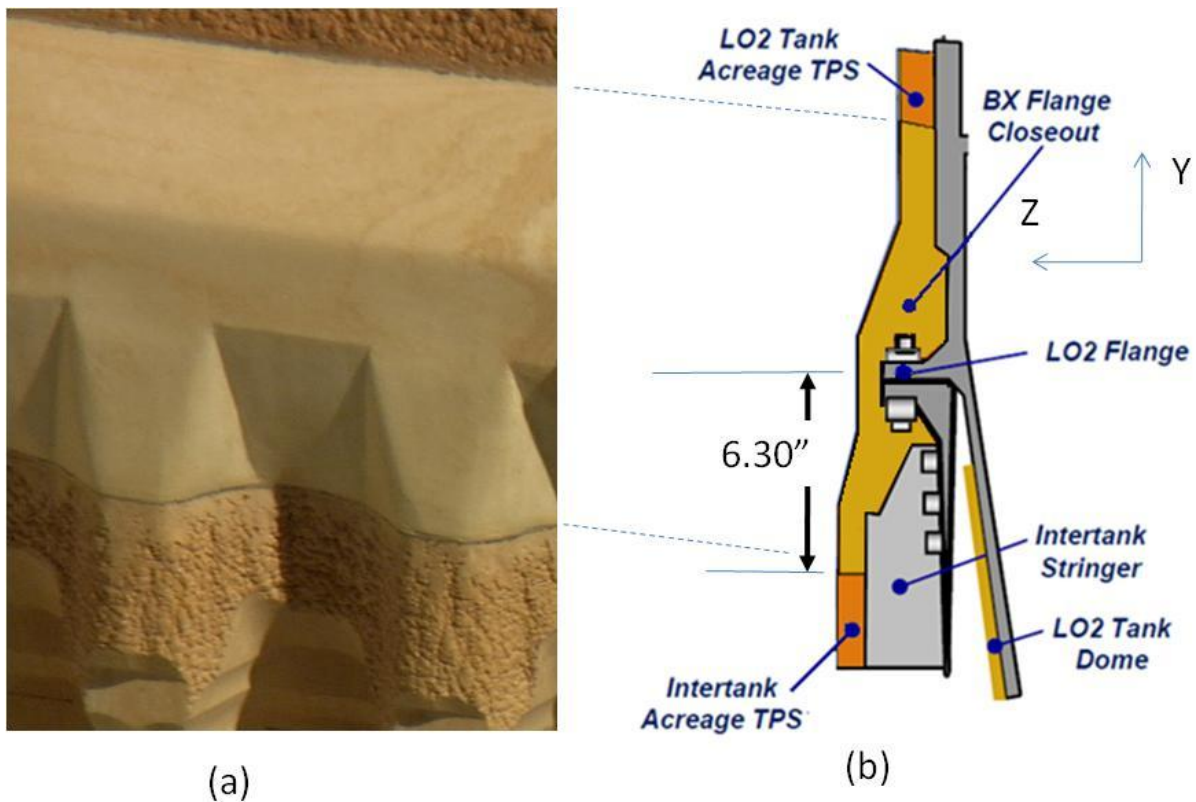 LO2 Tank
Acreage TPS
BX Flange
Closeout
Y
Z
LO2 Flange
6.30”
Intertank
Stringer
LO2 Tank
Dome
Intertank
Acreage TPS
(a)
(b)